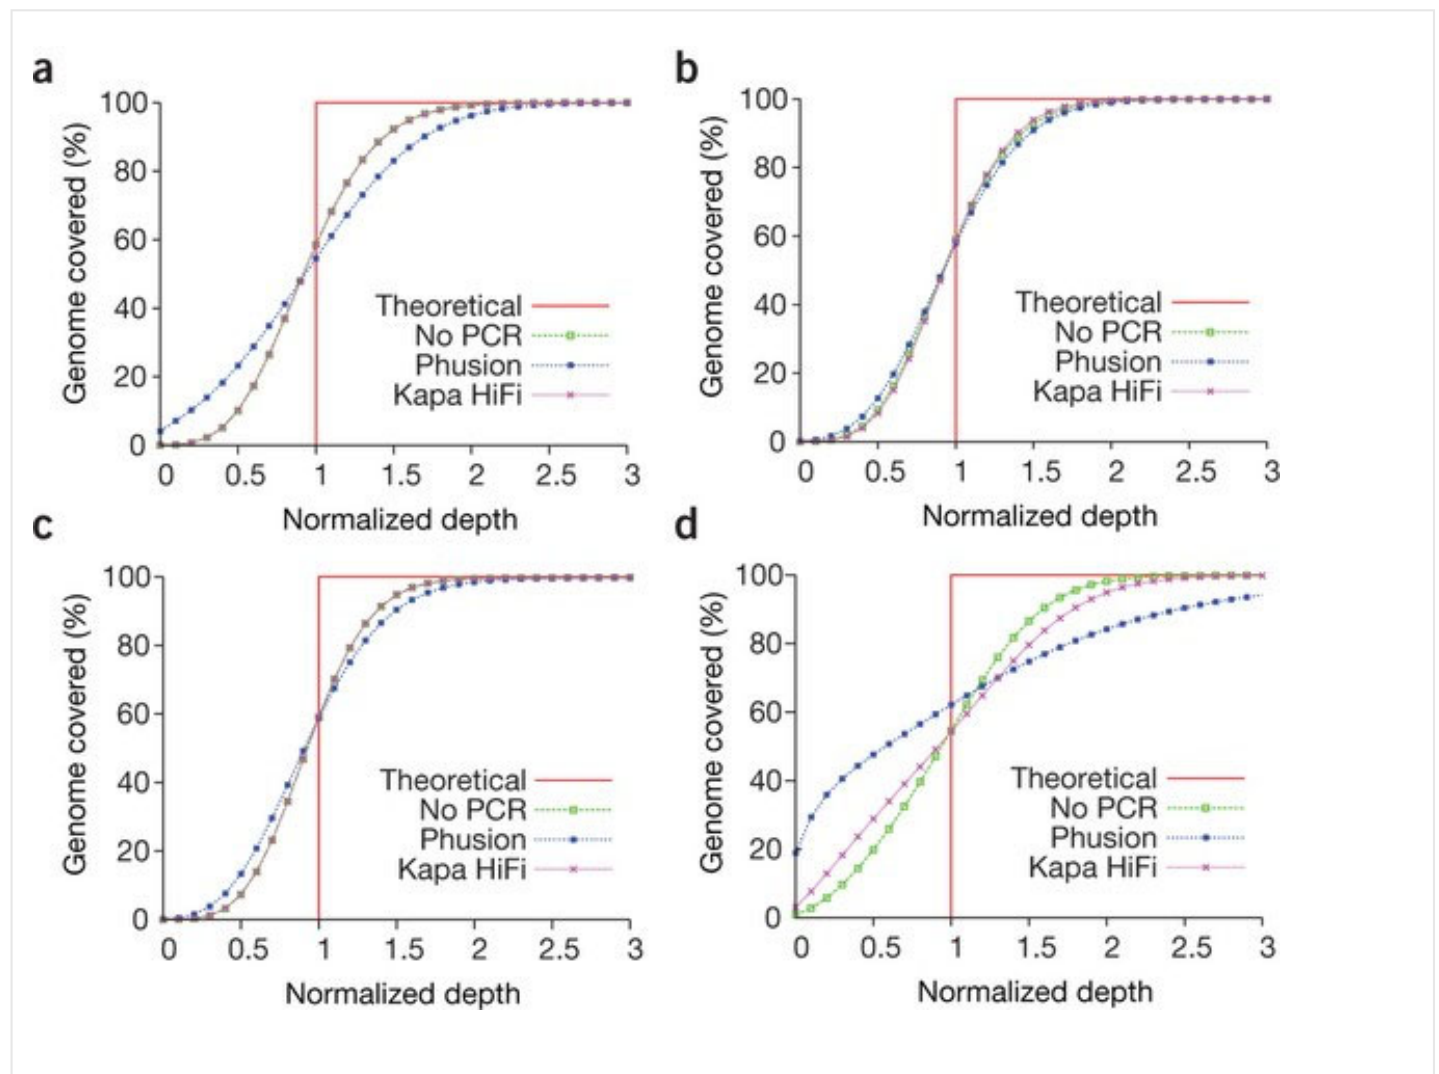 a
100
80
60
40
20
0
Genome covered (%)
Theoretical
No PCR
Phusion
Kapa HiFi
0 0.5 1 1.5 2 2.5 3
Normalized depth
b
100
80
60
40
20
0
Genome covered (%)
Theoretical
No PCR
Phusion
Kapa HiFi
0 0.5 1 1.5 2 2.5 3
Normalized depth
c
100
80
60
40
20
0
Genome covered (%)
Theoretical
No PCR
Phusion
Kapa HiFi
0 0.5 1 1.5 2 2.5 3
Normalized depth
d
100
80
60
40
20
0
Genome covered (%)
Theoretical
No PCR
Phusion
Kapa HiFi
0 0.5 1 1.5 2 2.5 3
Normalized depth